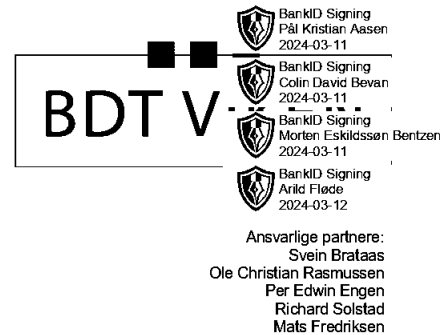 BankID Signing
Pål Kristian Aasen
2024-03-11
BankID Signing
Colin David Bevan
2024-03-11
BDT V
BankID Signing
Morten Eskildssøn Bentzen
2024-03-11
BankID Signing
Arild Fløde
2024-03-12
Ansvarlige partnere:
Svein Brataas
Ole Christian Rasmussen
Per Edwin Engen
Richard Solstad
Mats Fredriksen